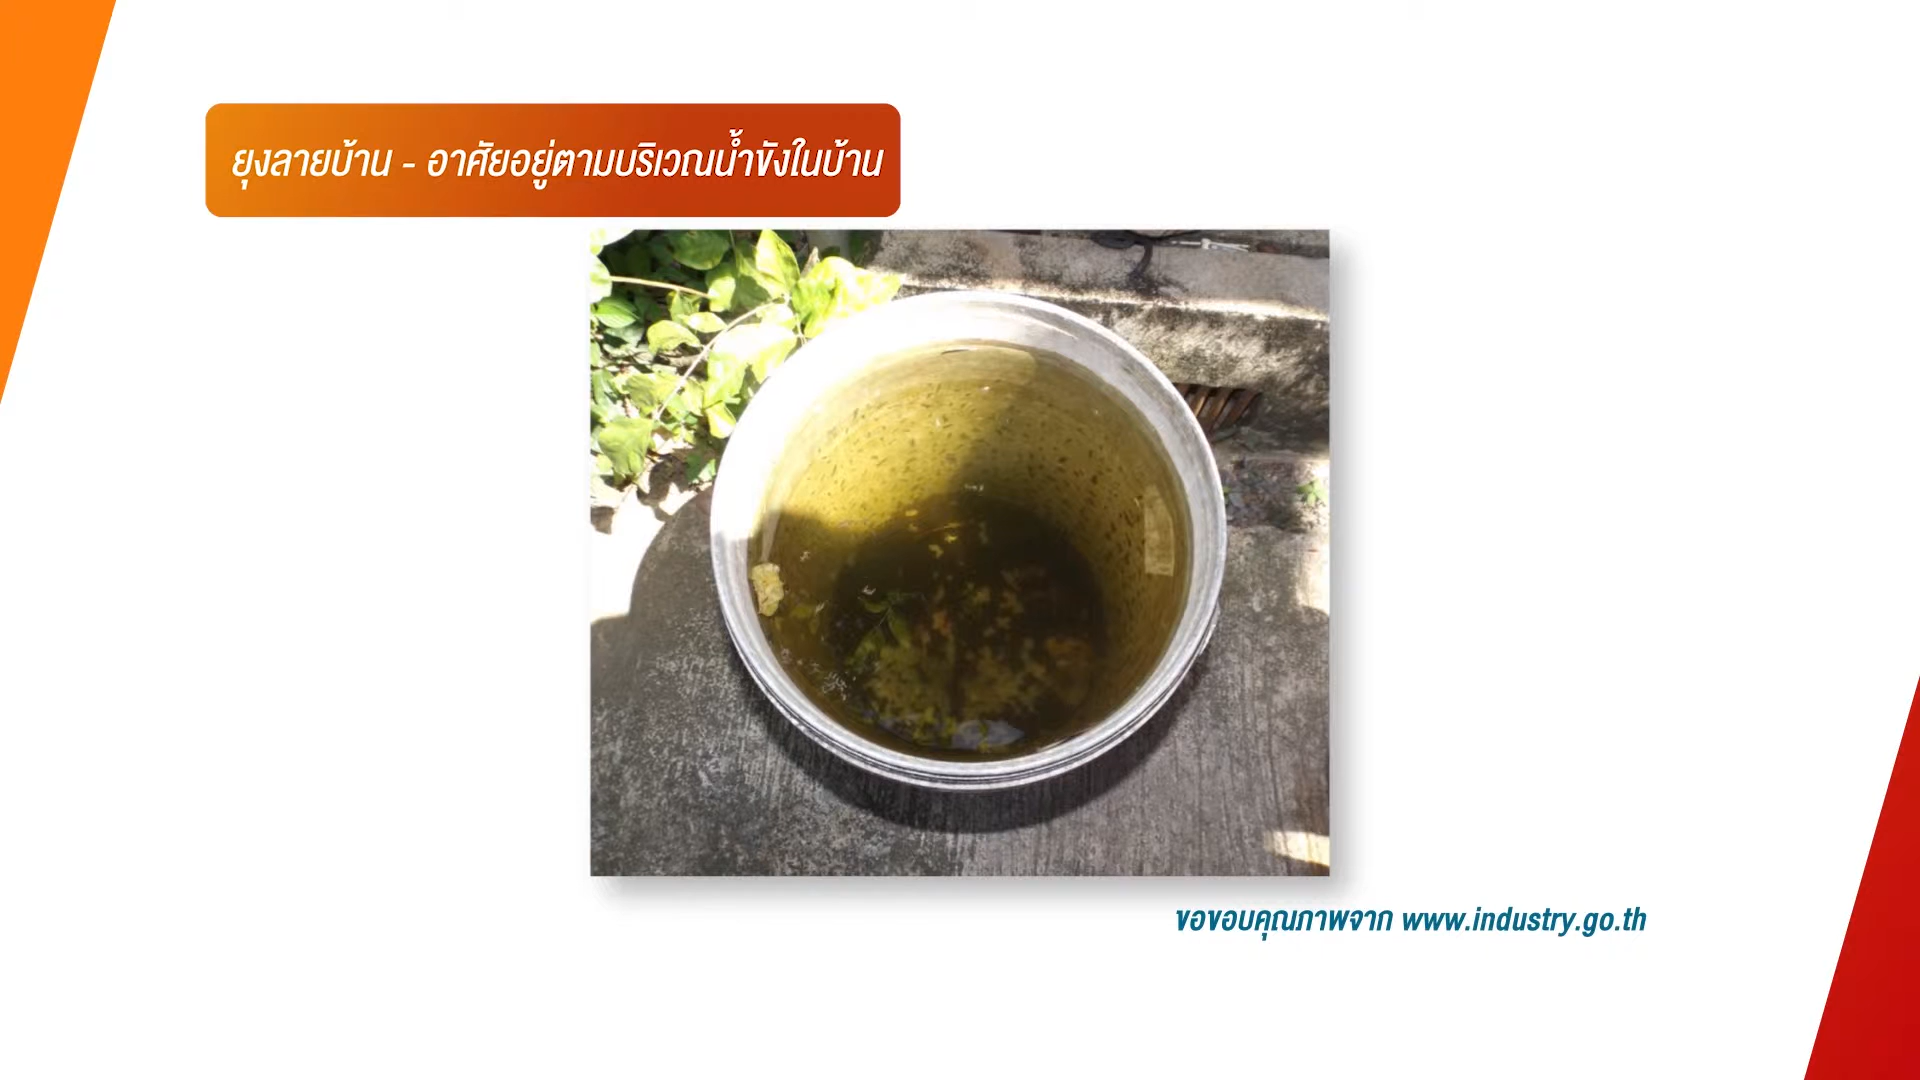 ยุงลายบ้าน - อาศัยอยู่ตามบริเวณน้ำขังในบ้าน
ขอขอบคุณภาพจาก www.industry.go.th